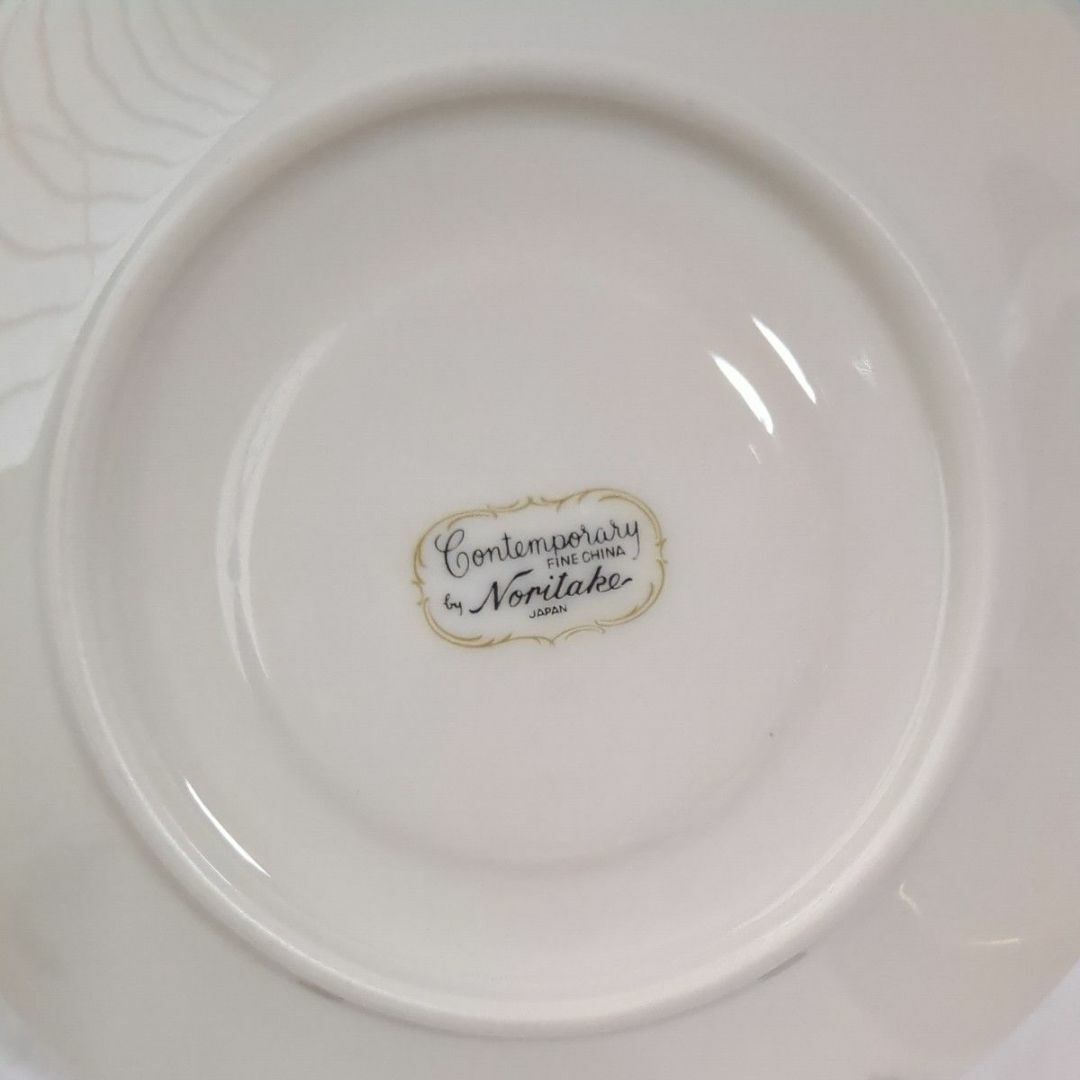 Contemporary
FINE CHINA
by Noritake
JAPAN